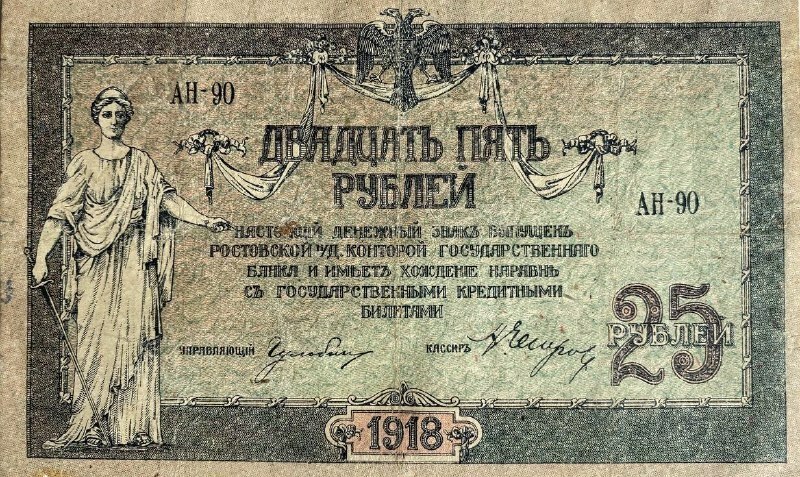 АН-90
ДВАДЦАТЬ ПЯТЬ
РУБЛЕЙ
АН-90
НАСТОЯЩІЙ ДЕНЕЖНЫЙ ЗНАКЪ ВЫПУЩЕНЪ
РОСТОВСКОЙ н/Д. КОНТОРОЙ ГОСУДАРСТВЕННАГО
БАНКА И ИМѢЕТЪ ХОЖДЕНІЕ НАРАВНѢ
СЪ ГОСУДАРСТВЕННЫМИ КРЕДИТНЫМИ
БИЛЕТАМИ
25
РУБЛЕЙ
УПРАВЛЯЮЩІЙ
КАССИРЪ
1918